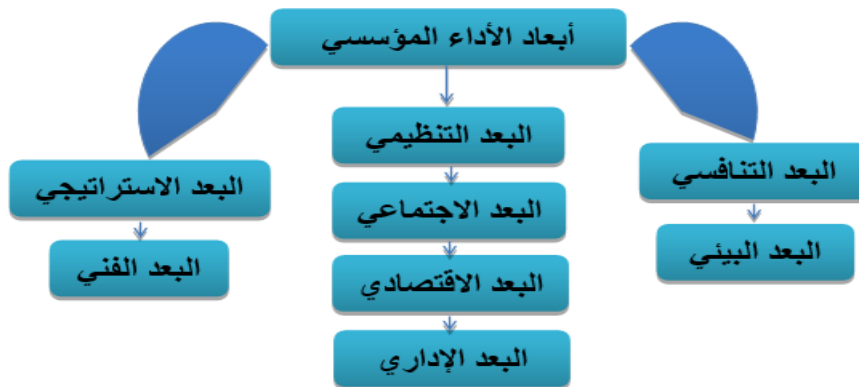 أبعاد الأداء المؤسسي
البعد التنظيمي
البعد التنافسي
البعد الاستراتيجي
البعد الاجتماعي
البعد البيئي
البعد الفني
البعد الاقتصادي
البعد الإداري